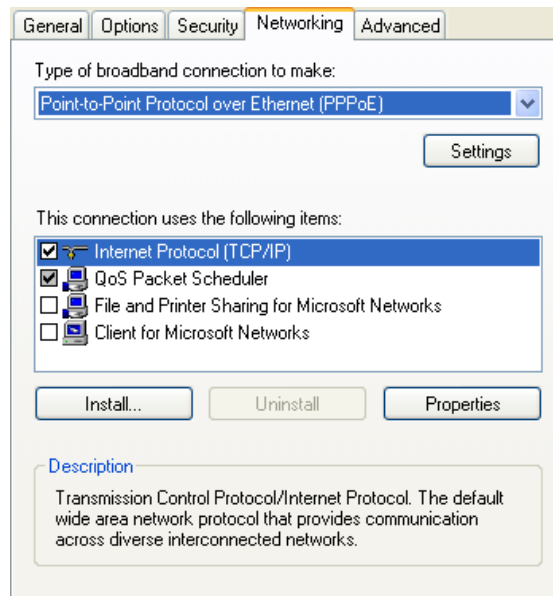 General Options Security Networking Advanced
Type of broadband connection to make:
Point-to-Point Protocol over Ethernet (PPPoE)
Settings
This connection uses the following items:
Internet Protocol (TCP/IP)
QoS Packet Scheduler
File and Printer Sharing for Microsoft Networks
Client for Microsoft Networks
Install... Uninstall Properties
Description
Transmission Control Protocol/Internet Protocol. The default
wide area network protocol that provides communication
across diverse interconnected networks.